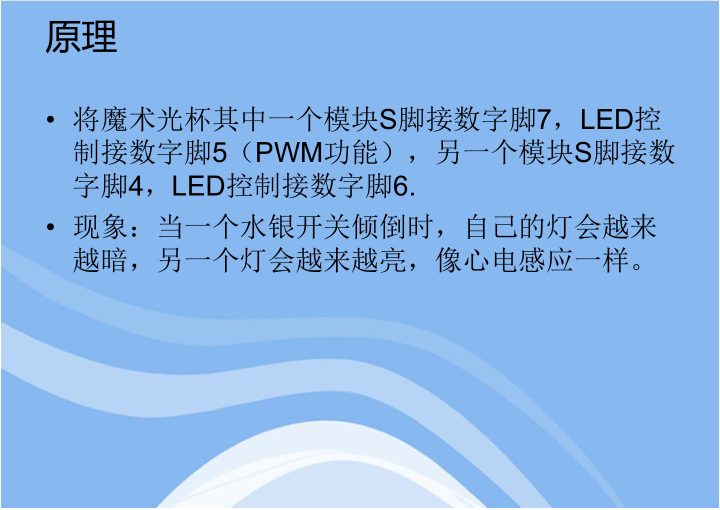 原理
• 将魔术光杯其中一个模块S脚接数字脚7，LED控
制接数字脚5（PWM功能），另一个模块S脚接数
字脚4，LED控制接数字脚6.
• 现象：当一个水银开关倾倒时，自己的灯会越来
越暗，另一个灯会越来越亮，像心电感应一样。